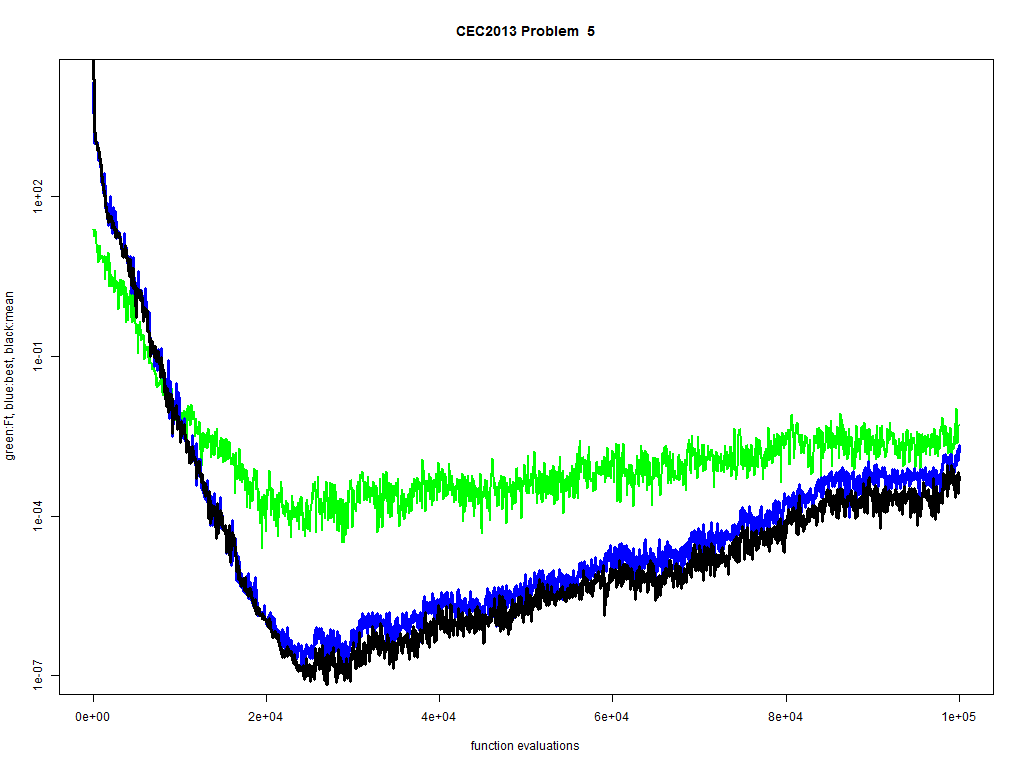 CEC2013 Problem  5
green:Ft, blue:best, black:mean
1e+02
1e-01
1e-04
1e-07
0e+00 2e+04 4e+04 6e+04 8e+04 1e+05
function evaluations